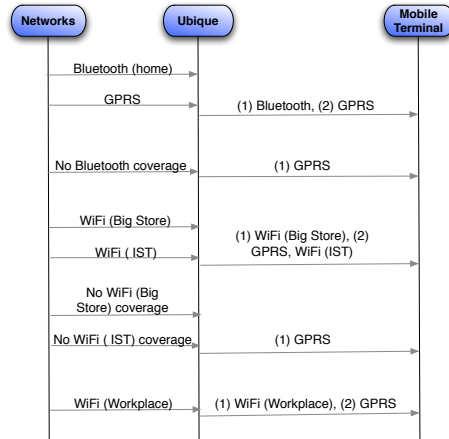 Networks
Ubique
Mobile
Terminal
Bluetooth (home)
GPRS
(1) Bluetooth, (2) GPRS
No Bluetooth coverage
(1) GPRS
WiFi (Big Store)
(1) WiFi (Big Store), (2)
GPRS, WiFi (IST)
WiFi ( IST)
No WiFi (Big
Store) coverage
No WiFi ( IST) coverage
(1) GPRS
WiFi (Workplace)
(1) WiFi (Workplace), (2) GPRS